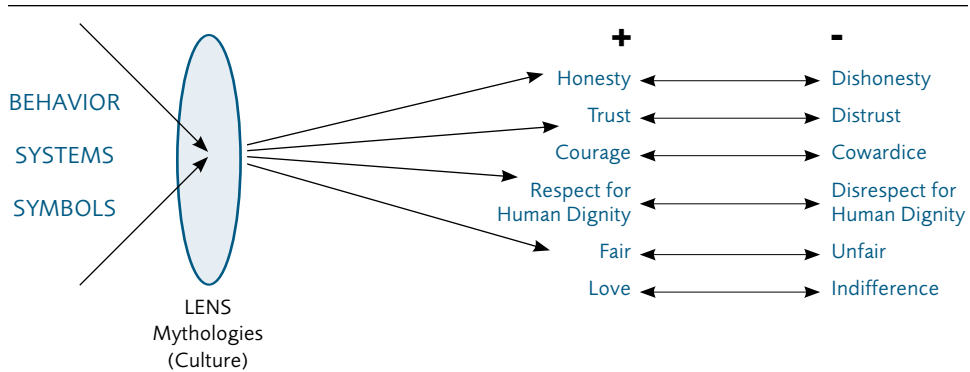 + -
BEHAVIOR
SYSTEMS
SYMBOLS
LENS
Mythologies
(Culture)
Honesty Dishonesty
Trust Distrust
Courage Cowardice
Respect for Disrespect for
Human Dignity Human Dignity
Fair Unfair
Love Indifference